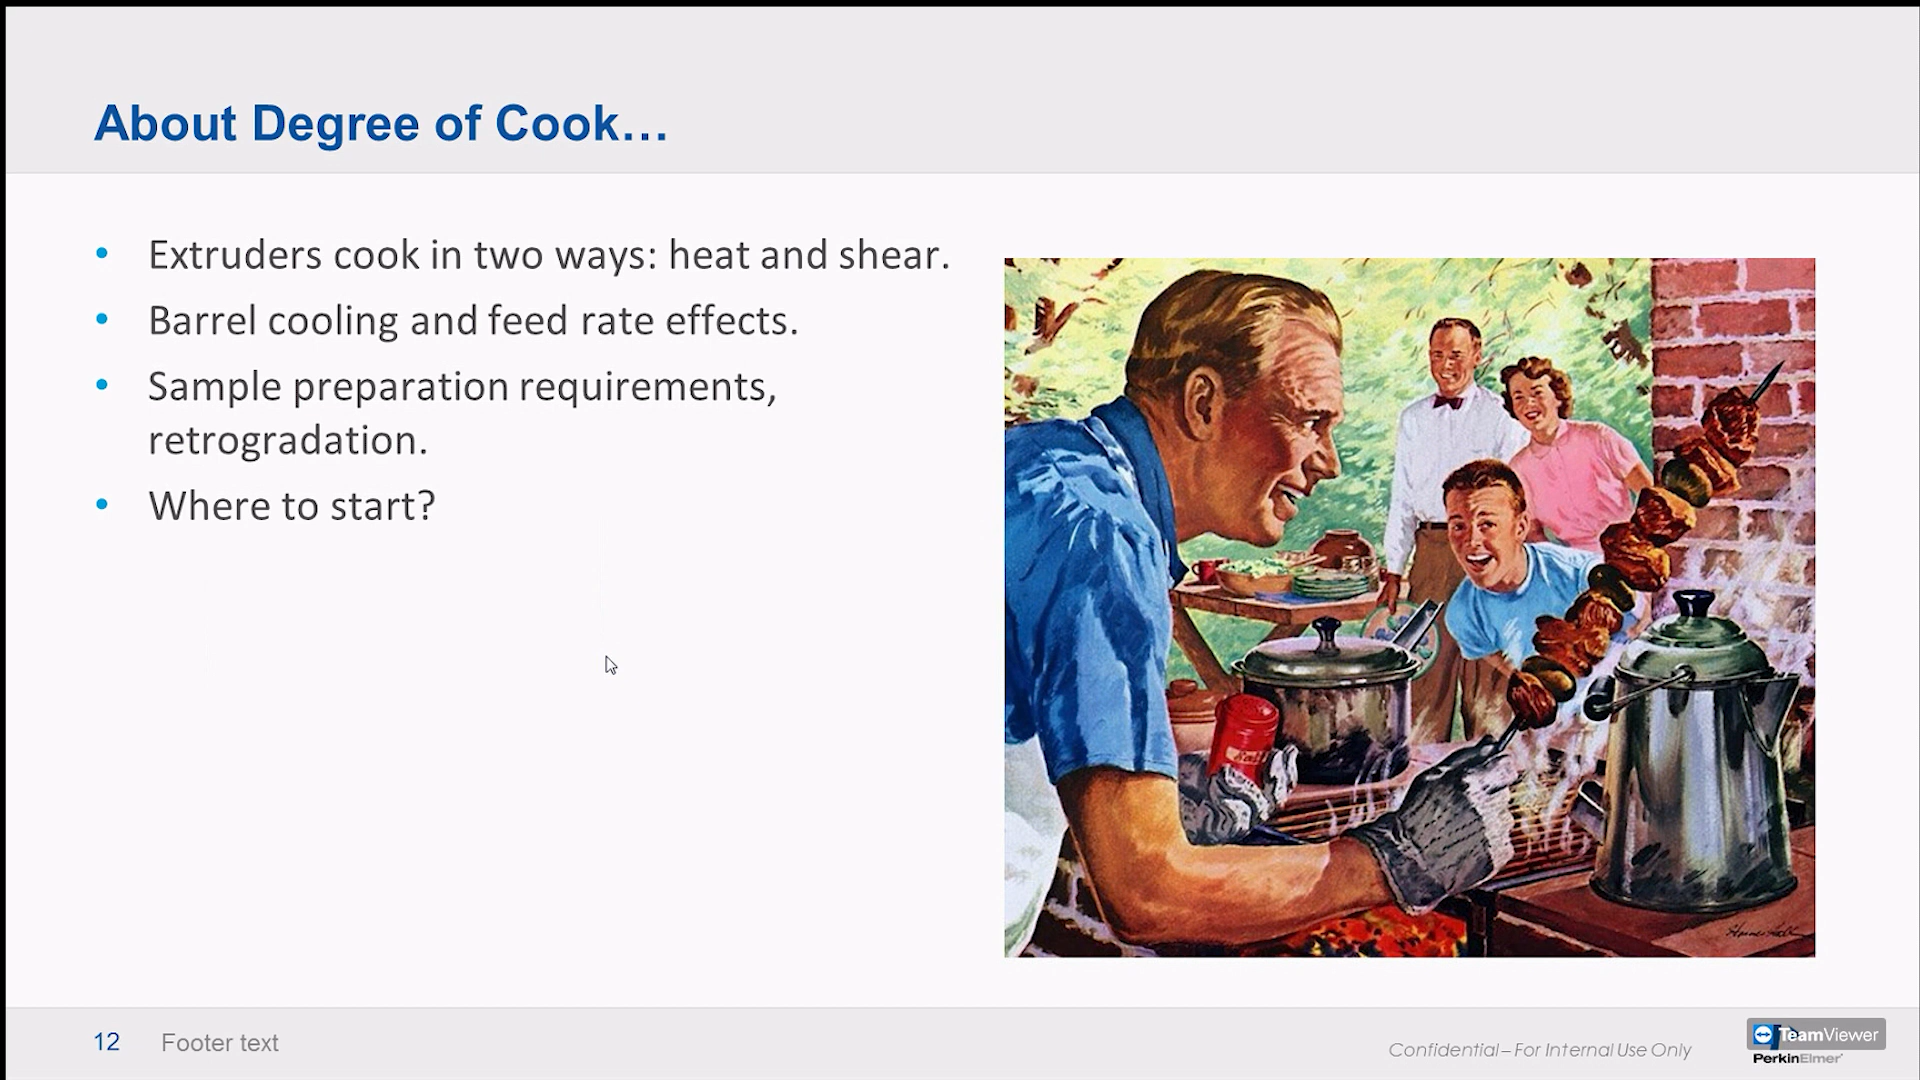 About Degree of Cook…
• Extruders cook in two ways: heat and shear.
• Barrel cooling and feed rate effects.
• Sample preparation requirements,
retrogradation.
• Where to start?
12 Footer text
Confidential – For Internal Use Only
TeamViewer
PerkinElmer